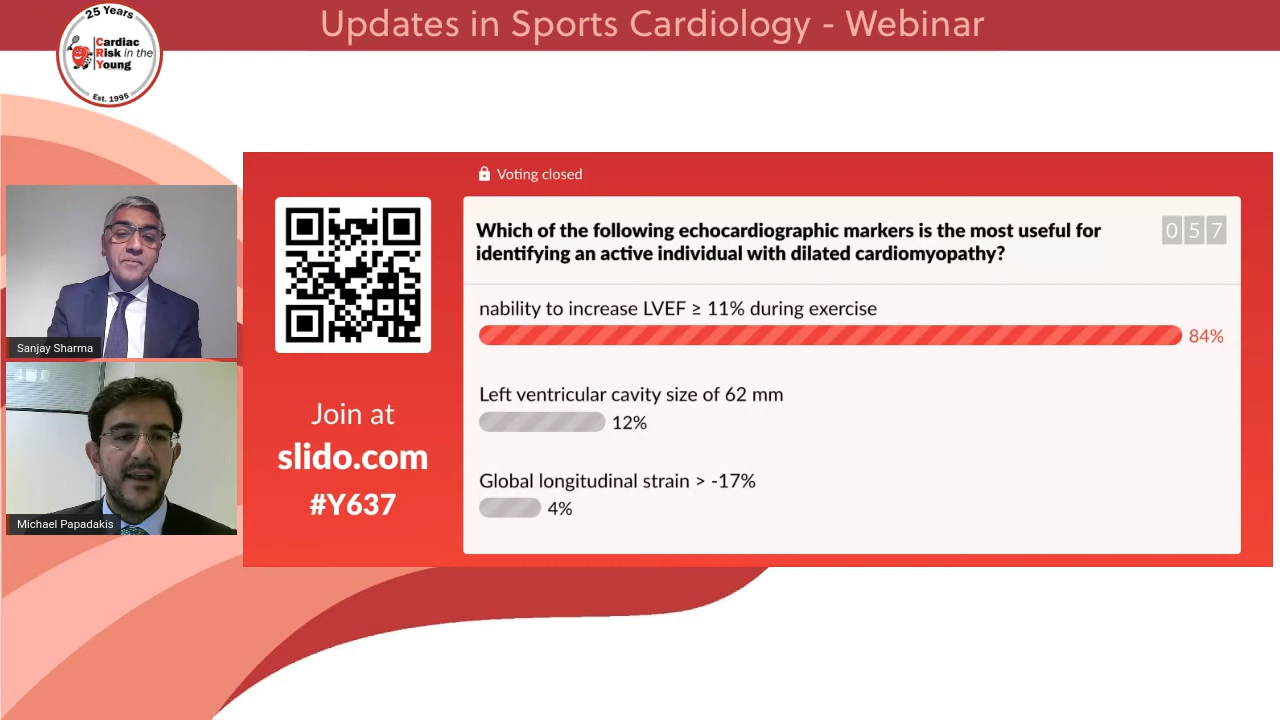 Updates in Sports Cardiology - Webinar
25 Years
Cardiac
Risk in the
Young
Est. 1995
Sanjay Sharma
Michael Papadakis
Join at
slido.com
#Y637
Voting closed
Which of the following echocardiographic markers is the most useful for
identifying an active individual with dilated cardiomyopathy?
057
nability to increase LVEF ≥ 11% during exercise
84%
Left ventricular cavity size of 62 mm
12%
Global longitudinal strain > -17%
4%